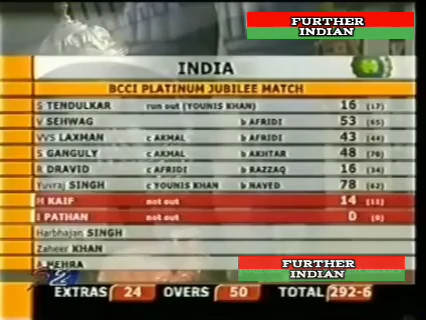 FURTHER
INDIAN
INDIA
BCCI PLATINUM JUBILEE MATCH
S TENDULKAR run out (YOUNIS KHAN) 16 (17)
V SEHWAG b AFRIDI 53 (65)
VVS LAXMAN c AKMAL b AFRIDI 43 (44)
S GANGULY c AKMAL b AKHTAR 48 (76)
R DRAVID c AFRIDI b RAZZAQ 16 (34)
Yuvraj SINGH c YOUNIS KHAN b NAVED 78 (62)
M KAIF not out 14 (11)
I PATHAN not out 0 (0)
Harbhajan SINGH
Zaheer KHAN
A NEHRA
FURTHER
INDIAN
EXTRAS 24 OVERS 50 TOTAL 292-6